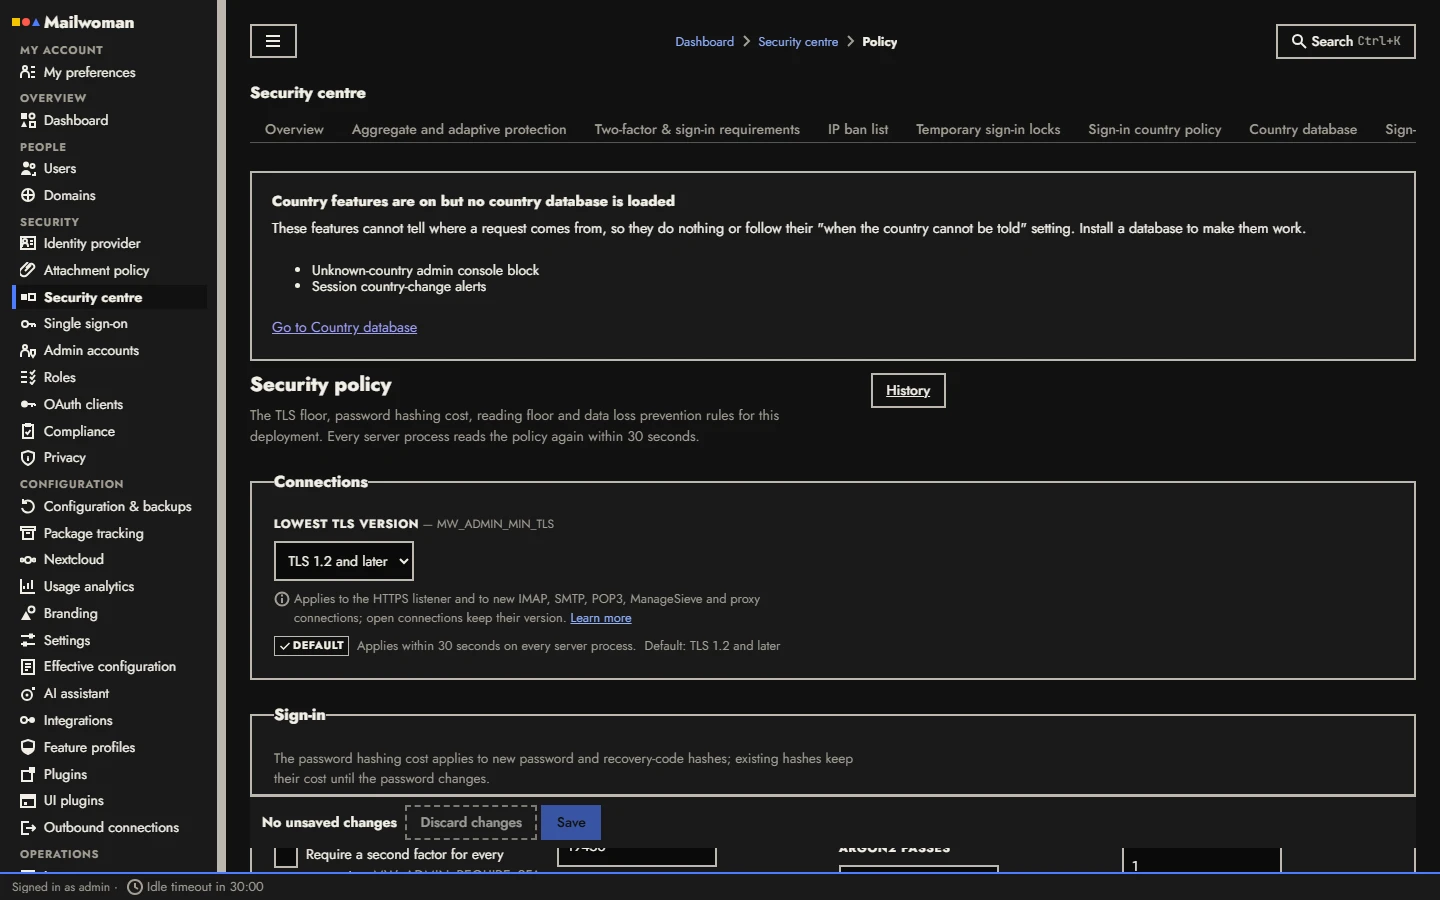 Mailwoman
MY ACCOUNT
My preferences
OVERVIEW
Dashboard
PEOPLE
Users
Domains
SECURITY
Identity provider
Attachment policy
Security centre
Single sign-on
Admin accounts
Roles
OAuth clients
Compliance
Privacy
CONFIGURATION
Configuration & backups
Package tracking
Nextcloud
Usage analytics
Branding
Settings
Effective configuration
AI assistant
Integrations
Feature profiles
Plugins
UI plugins
Outbound connections
OPERATIONS
Dashboard > Security centre > Policy
Search Ctrl+K
Security centre
Overview Aggregate and adaptive protection Two-factor & sign-in requirements IP ban list Temporary sign-in locks Sign-in country policy Country database Sign-
Country features are on but no country database is loaded
These features cannot tell where a request comes from, so they do nothing or follow their "when the country cannot be told" setting. Install a database to make them work.
• Unknown-country admin console block
• Session country-change alerts
Go to Country database
Security policy
History
The TLS floor, password hashing cost, reading floor and data loss prevention rules for this
deployment. Every server process reads the policy again within 30 seconds.
Connections
LOWEST TLS VERSION — MW_ADMIN_MIN_TLS
TLS 1.2 and later
Applies to the HTTPS listener and to new IMAP, SMTP, POP3, ManageSieve and proxy
connections; open connections keep their version. Learn more
DEFAULT Applies within 30 seconds on every server process. Default: TLS 1.2 and later
Sign-in
The password hashing cost applies to new password and recovery-code hashes; existing hashes keep
their cost until the password changes.
No unsaved changes Discard changes Save
Require a second factor for every
ARGON2 PASSES
1
Signed in as admin · Idle timeout in 30:00